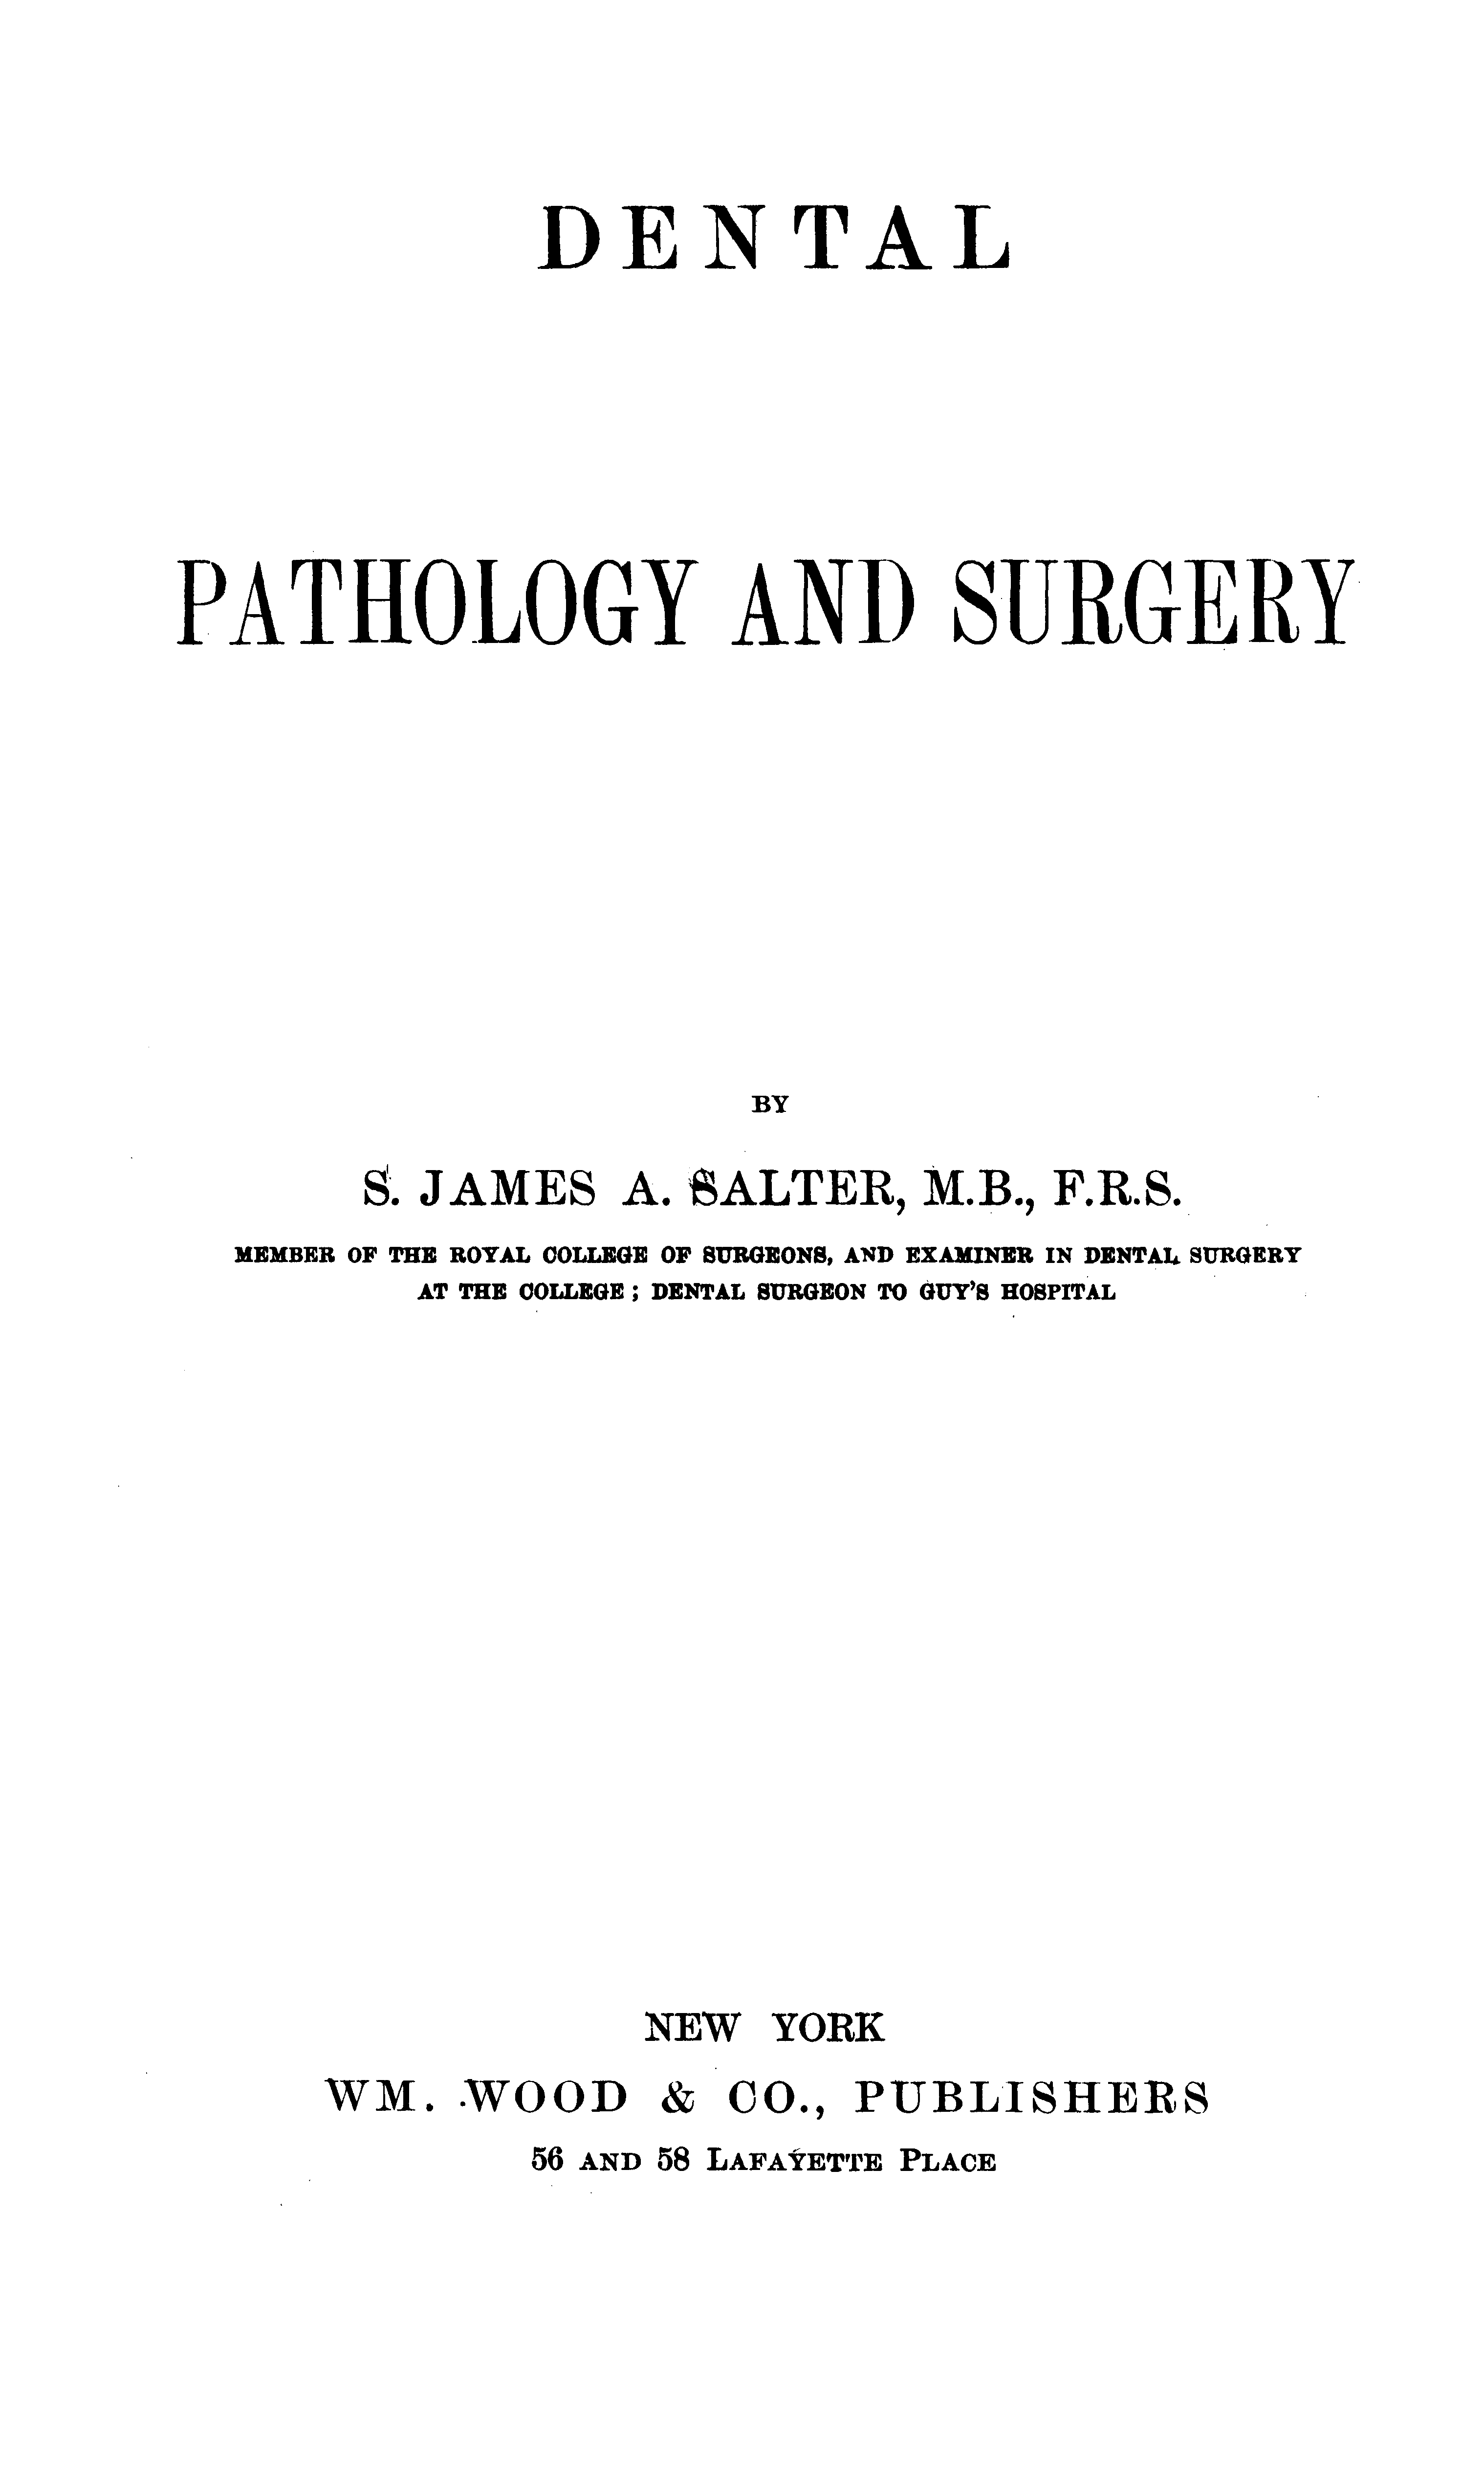 DENTAL
PATHOLOGY AND SURGERY
BY
S. JAMES A. SALTER, M.B., F.R.S.
MEMBER OF THE ROYAL COLLEGE OF SURGEONS, AND EXAMINER IN DENTAL SURGERY
AT THE COLLEGE; DENTAL SURGEON TO GUY'S HOSPITAL
NEW YORK
WM. WOOD & CO., PUBLISHERS
56 AND 58 LAFAYETTE PLACE